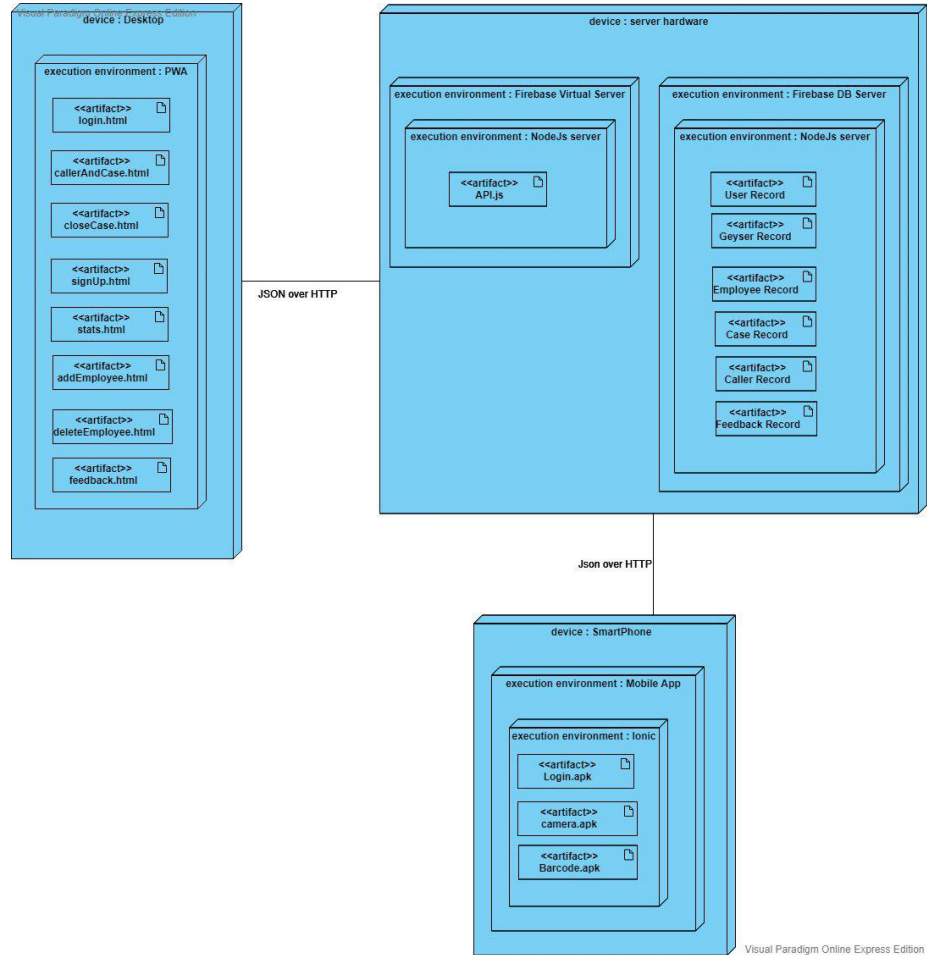 Visual Paradigm Online Express Edition
device : Desktop
execution environment : PWA
<<artifact>>
login.html
<<artifact>>
callerAndCase.html
<<artifact>>
closeCase.html
<<artifact>>
signUp.html
<<artifact>>
stats.html
<<artifact>>
addEmployee.html
<<artifact>>
deleteEmployee.html
<<artifact>>
feedback.html
JSON over HTTP
device : server hardware
execution environment : Firebase Virtual Server
execution environment : NodeJs server
<<artifact>>
API.js
execution environment : Firebase DB Server
execution environment : NodeJs server
<<artifact>>
User Record
<<artifact>>
Geyser Record
<<artifact>>
Employee Record
<<artifact>>
Case Record
<<artifact>>
Caller Record
<<artifact>>
Feedback Record
Json over HTTP
device : SmartPhone
execution environment : Mobile App
execution environment : Ionic
<<artifact>>
Login.apk
<<artifact>>
camera.apk
<<artifact>>
Barcode.apk
Visual Paradigm Online Express Edition